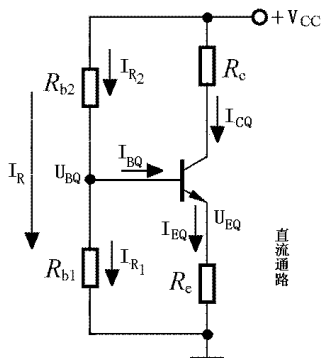 +V_CC
R_b2
I_R2
R_c
I_CQ
I_R
U_BQ
I_BQ
U_EQ
I_EQ
R_b1
I_R1
R_e
直流通路